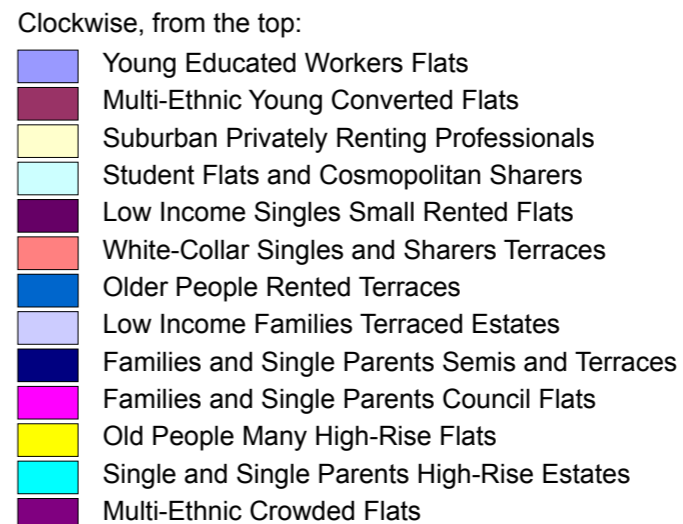 Clockwise, from the top:
Young Educated Workers Flats
Multi-Ethnic Young Converted Flats
Suburban Privately Renting Professionals
Student Flats and Cosmopolitan Sharers
Low Income Singles Small Rented Flats
White-Collar Singles and Sharers Terraces
Older People Rented Terraces
Low Income Families Terraced Estates
Families and Single Parents Semis and Terraces
Families and Single Parents Council Flats
Old People Many High-Rise Flats
Single and Single Parents High-Rise Estates
Multi-Ethnic Crowded Flats